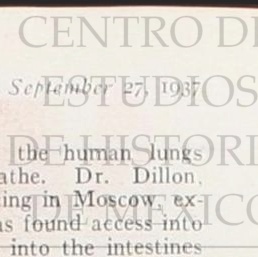 CENTRO DE
September 27, 1937
ESTUDIOS
the human lungs
DE HISTORI
athe. Dr. Dillon,
ing in Moscow, ex-
DE MEXICO
as found access into
into the intestines